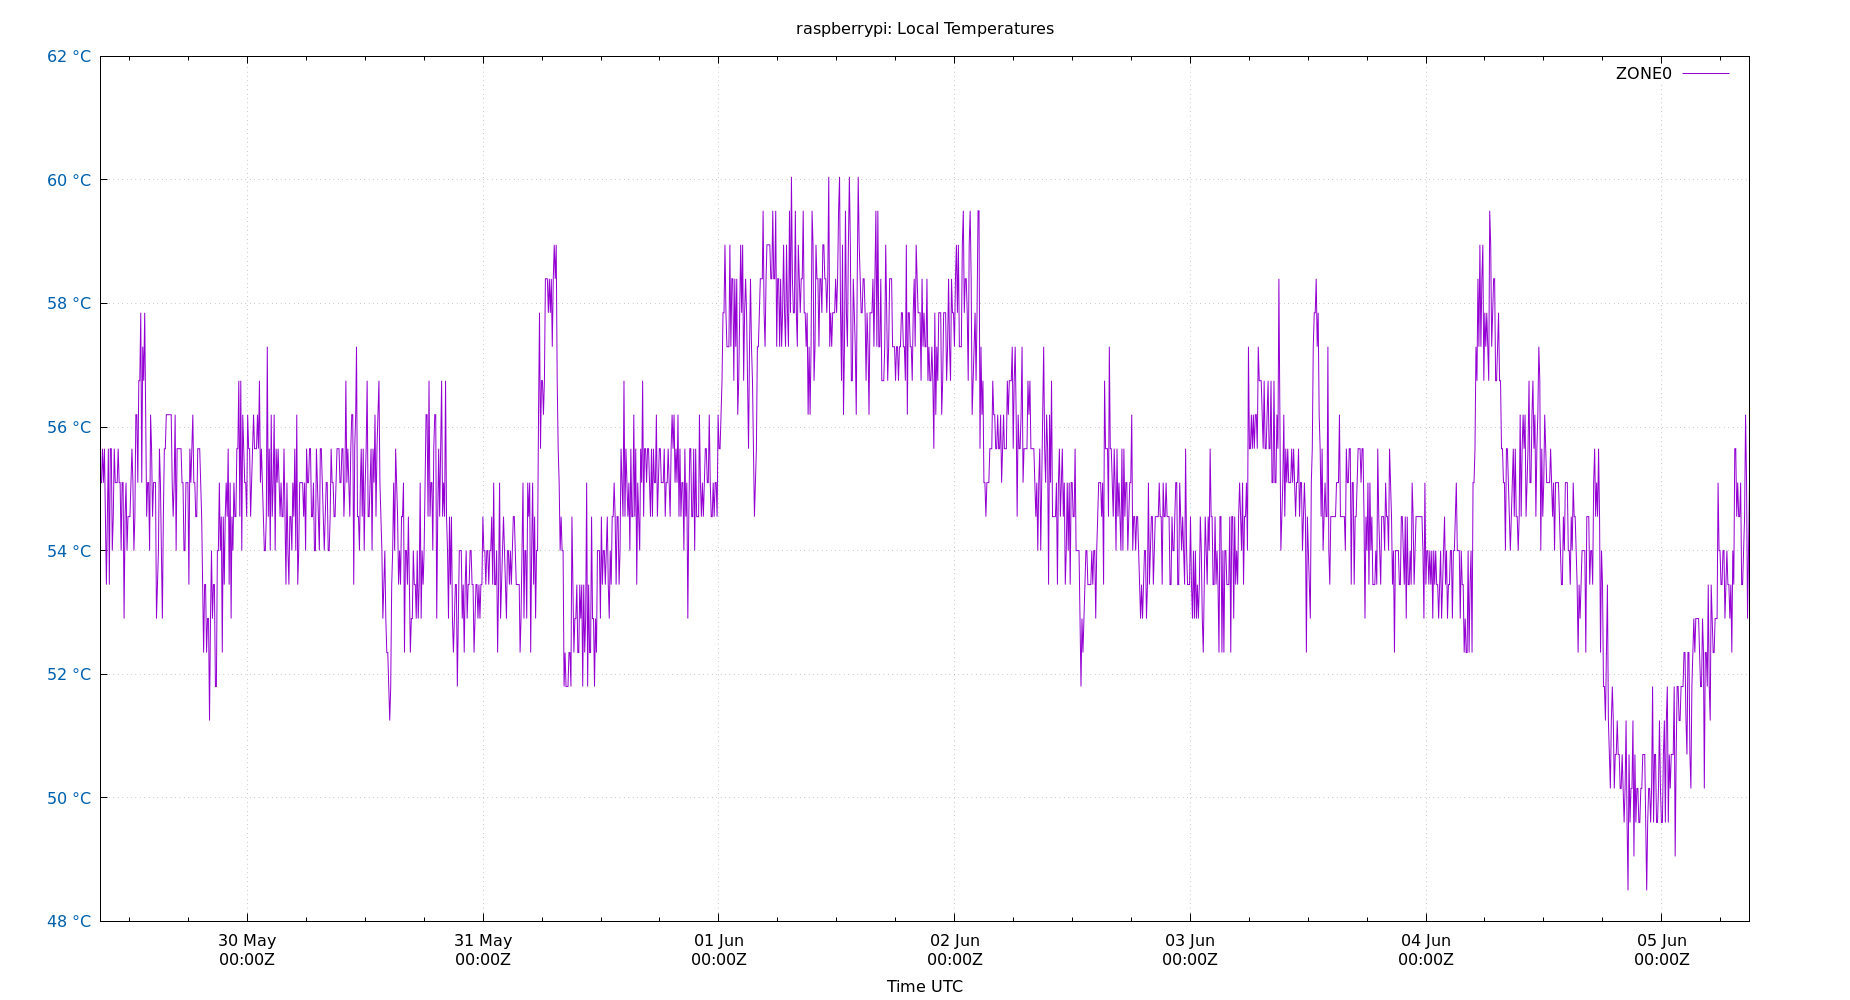 raspberrypi: Local Temperatures
ZONE0
62 °C
60 °C
58 °C
56 °C
54 °C
52 °C
50 °C
48 °C
30 May 31 May 01 Jun 02 Jun 03 Jun 04 Jun 05 Jun
00:00Z 00:00Z 00:00Z 00:00Z 00:00Z 00:00Z 00:00Z
Time UTC